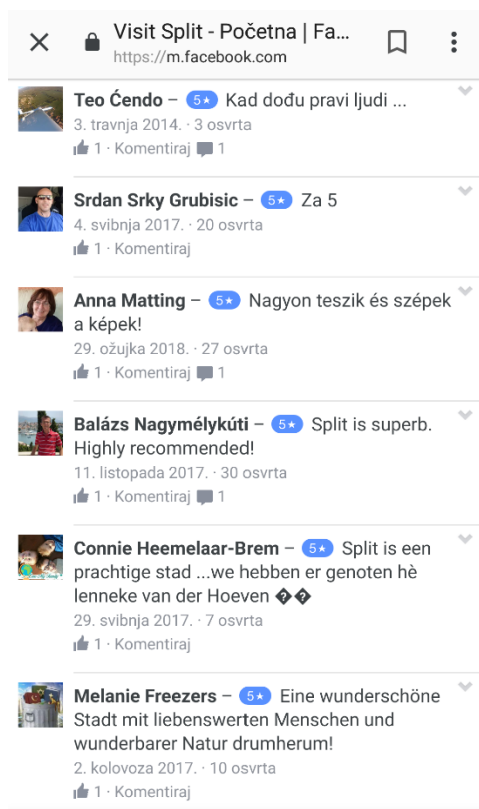 Visit Split - Početna | Fa...
https://m.facebook.com
Teo Ćendo – 5★ Kad dođu pravi ljudi ...
3. travnja 2014. · 3 osvrta
1 · Komentiraj 1
Srdan Srky Grubisic – 5★ Za 5
4. svibnja 2017. · 20 osvrta
1 · Komentiraj
Anna Matting – 5★ Nagyon teszik és szépek
a képek!
29. ožujka 2018. · 27 osvrta
1 · Komentiraj 1
Balázs Nagymélykúti – 5★ Split is superb.
Highly recommended!
11. listopada 2017. · 30 osvrta
1 · Komentiraj 1
Connie Heemelaar-Brem – 5★ Split is een
prachtige stad ...we hebben er genoten hè
lenneke van der Hoeven ��
29. svibnja 2017. · 7 osvrta
1 · Komentiraj
Melanie Freezers – 5★ Eine wunderschöne
Stadt mit liebenswerten Menschen und
wunderbarer Natur drumherum!
2. kolovoza 2017. · 10 osvrta
1 · Komentiraj